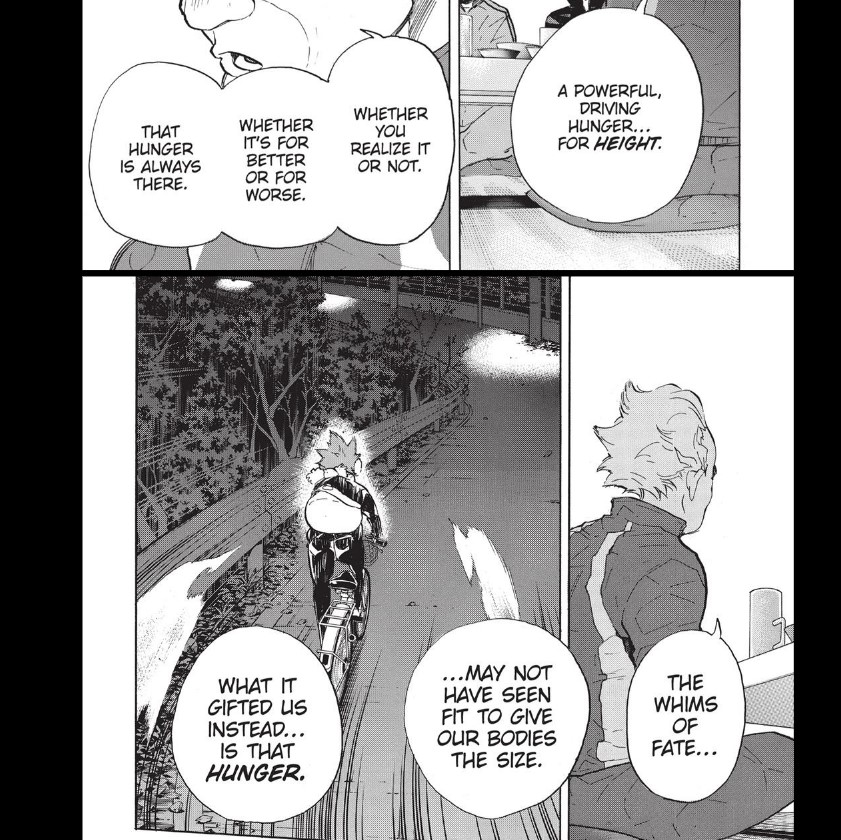 A POWERFUL,
DRIVING
HUNGER...
FOR HEIGHT.
WHETHER
YOU
REALIZE IT
OR NOT.
WHETHER
IT'S FOR
BETTER
OR FOR
WORSE.
THAT
HUNGER
IS ALWAYS
THERE.
THE
WHIMS
OF
FATE...
...MAY NOT
HAVE SEEN
FIT TO GIVE
OUR BODIES
THE SIZE.
WHAT IT
GIFTED US
INSTEAD...
IS THAT
HUNGER.